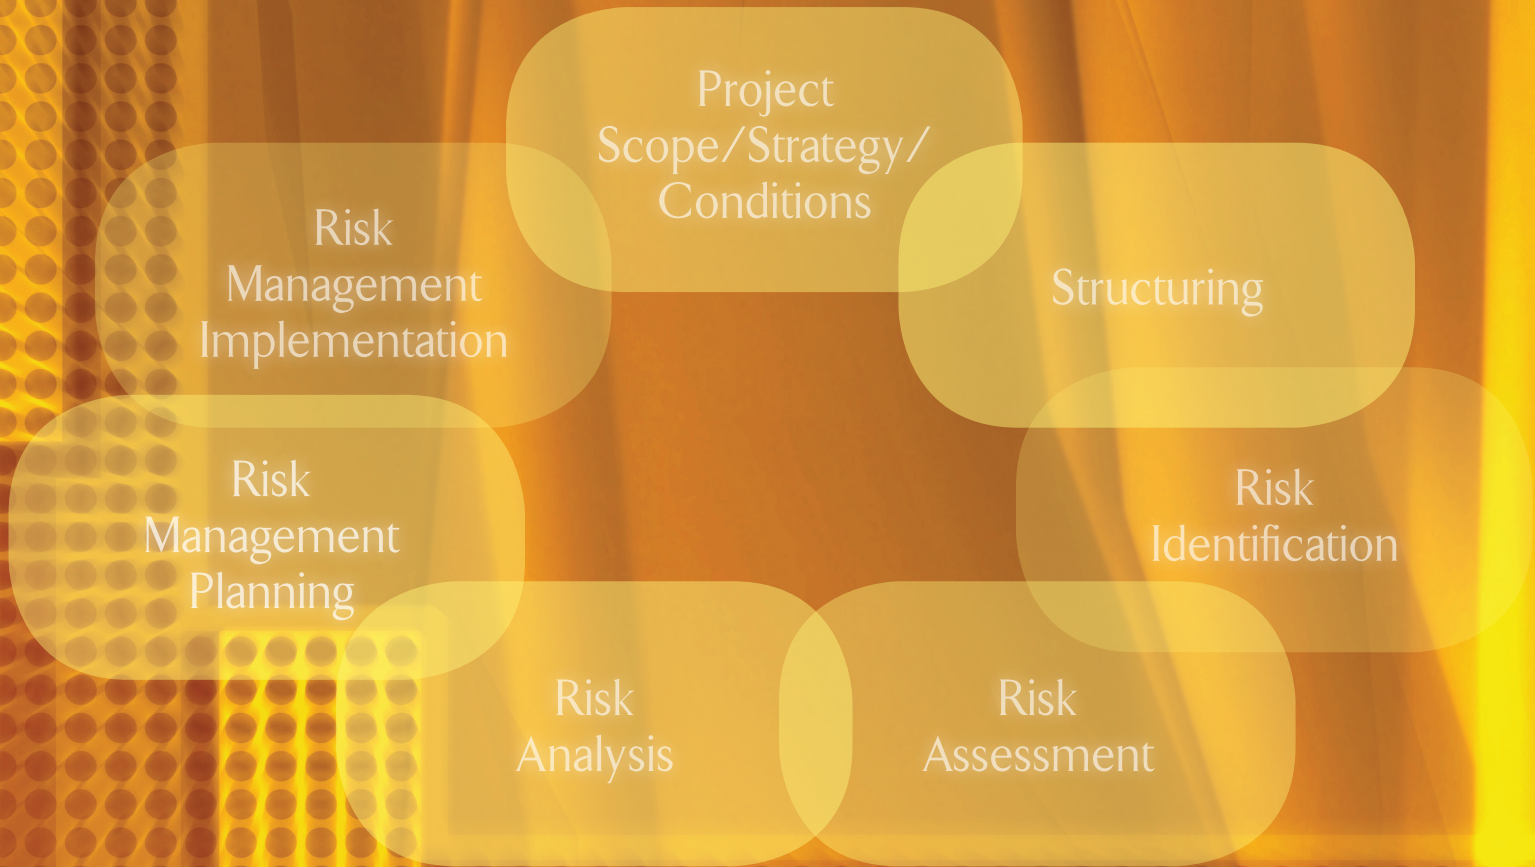 Project
Scope/Strategy/
Conditions
Structuring
Risk
Identification
Risk
Assessment
Risk
Analysis
Risk
Management
Planning
Risk
Management
Implementation